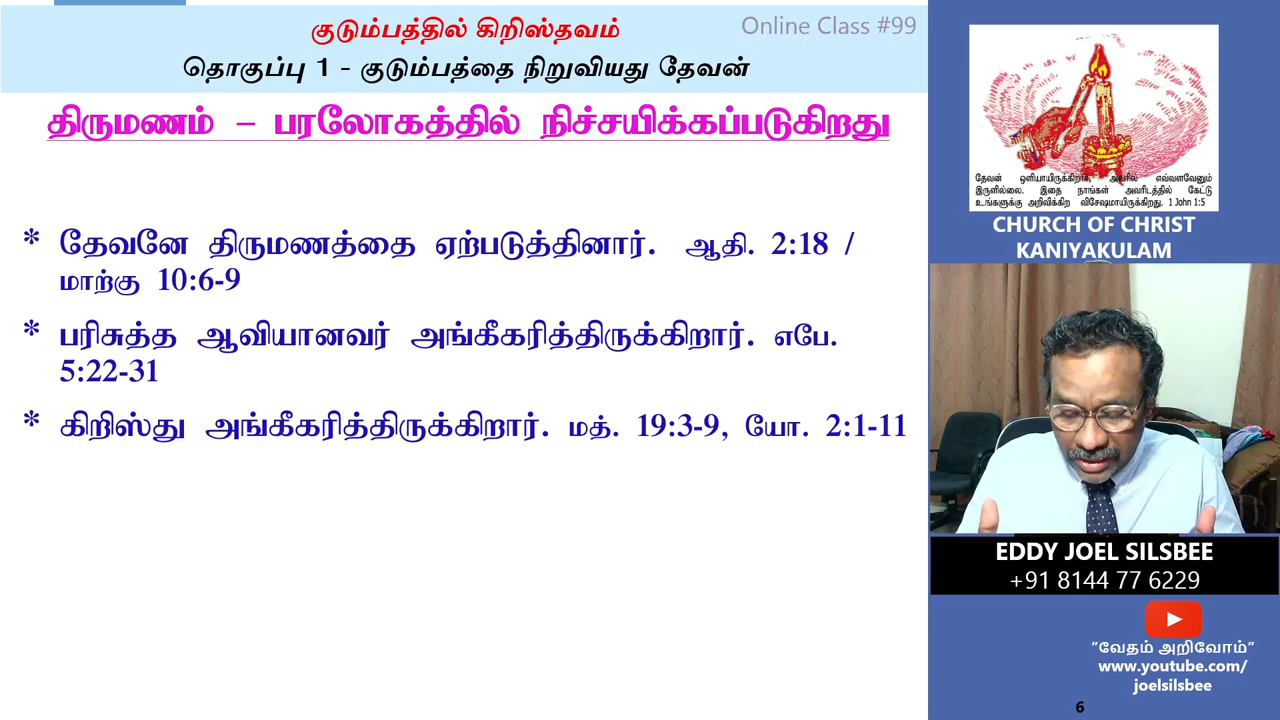 குடும்பத்தில் கிறிஸ்தவம்
Online Class #99
தொகுப்பு 1 - குடும்பத்தை நிறுவியது தேவன்
திருமணம் – பரலோகத்தில் நிச்சயிக்கப்படுகிறது
* தேவனே திருமணத்தை ஏற்படுத்தினார். ஆதி. 2:18 /
மாற்கு 10:6-9
* பரிசுத்த ஆவியானவர் அங்கீகரித்திருக்கிறார். எபே.
5:22-31
* கிறிஸ்து அங்கீகரித்திருக்கிறார். மத். 19:3-9, யோ. 2:1-11
தேவன் ஒளியாயிருக்கிறார், அவரில் எவ்வளவேனும்
இருளில்லை. இதை நாங்கள் அவரிடத்தில் கேட்டு
உங்களுக்கு அறிவிக்கிற விசேஷமாயிருக்கிறது. 1 John 1:5
CHURCH OF CHRIST
KANIYAKULAM
EDDY JOEL SILSBEE
+91 8144 77 6229
"வேதம் அறிவோம்"
www.youtube.com/
joelsilsbee
6